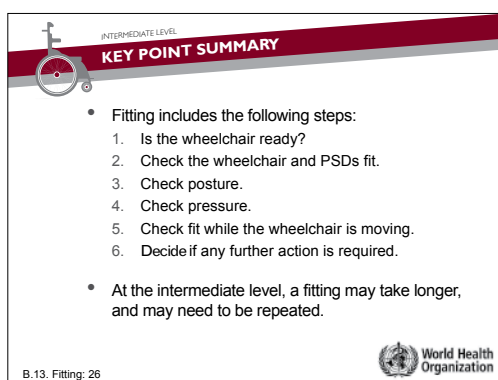 INTERMEDIATE LEVEL
KEY POINT SUMMARY
• Fitting includes the following steps:
1. Is the wheelchair ready?
2. Check the wheelchair and PSDs fit.
3. Check posture.
4. Check pressure.
5. Check fit while the wheelchair is moving.
6. Decide if any further action is required.
• At the intermediate level, a fitting may take longer,
and may need to be repeated.
World Health
Organization
B.13. Fitting: 26